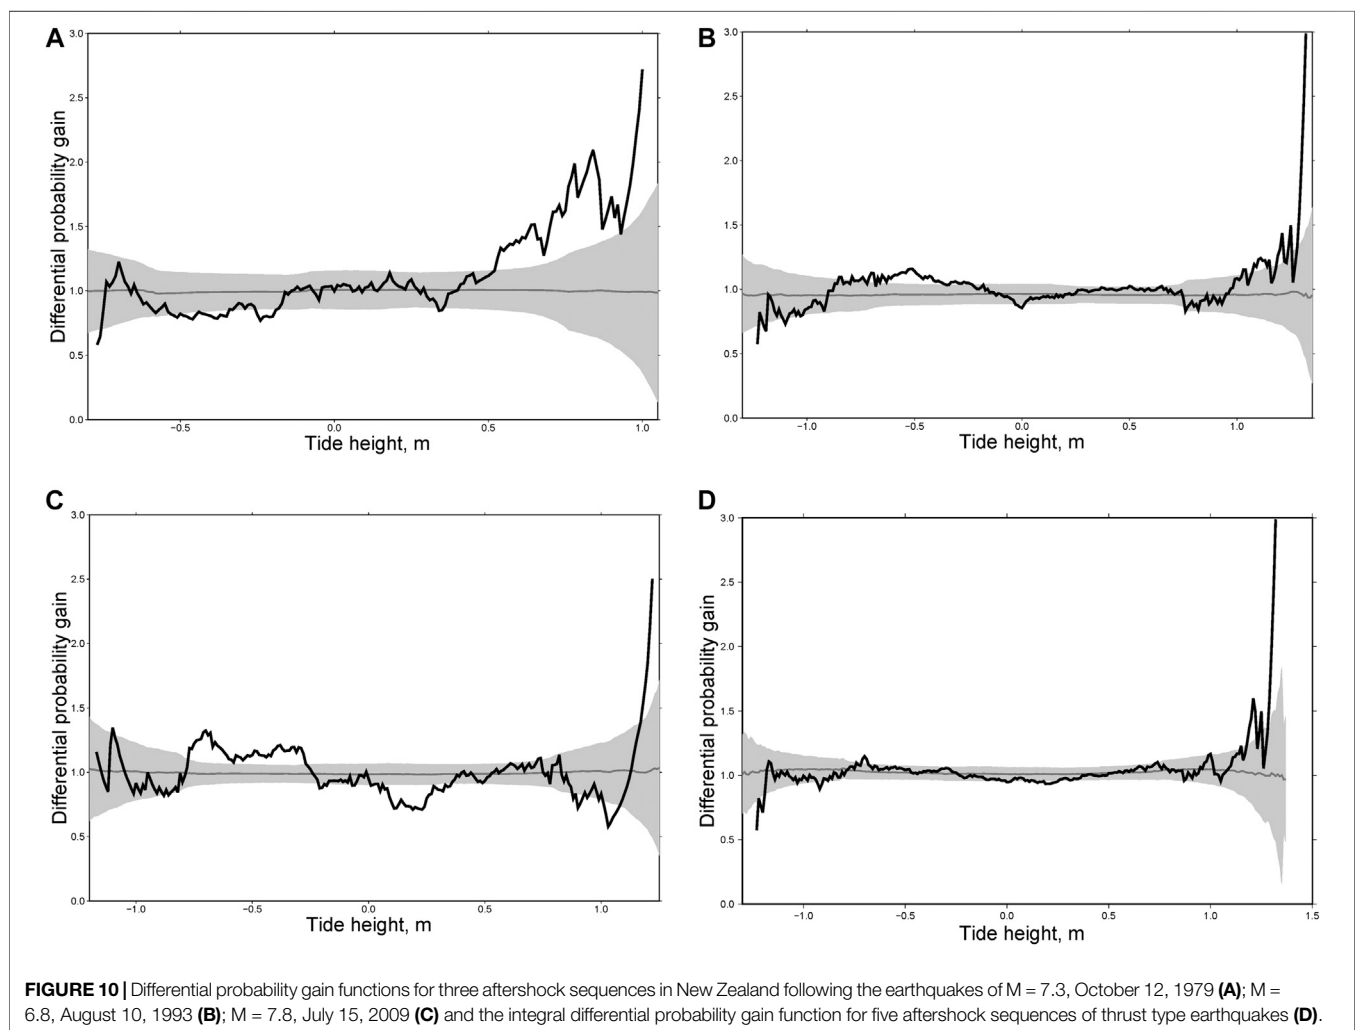 A
3.0
2.5
2.0
1.5
1.0
0.5
0.0
Differential probability gain
−0.5 0.0 0.5 1.0
Tide height, m
B
3.0
2.5
2.0
1.5
1.0
0.5
0.0
Differential probability gain
−1.0 −0.5 0.0 0.5 1.0
Tide height, m
C
3.0
2.5
2.0
1.5
1.0
0.5
0.0
Differential probability gain
−1.0 −0.5 0.0 0.5 1.0
Tide height, m
D
3.0
2.5
2.0
1.5
1.0
0.5
0.0
Differential probability gain
−1.0 −0.5 0.0 0.5 1.0 1.5
Tide height, m
FIGURE 10 | Differential probability gain functions for three aftershock sequences in New Zealand following the earthquakes of M = 7.3, October 12, 1979 (A); M =
6.8, August 10, 1993 (B); M = 7.8, July 15, 2009 (C) and the integral differential probability gain function for five aftershock sequences of thrust type earthquakes (D).